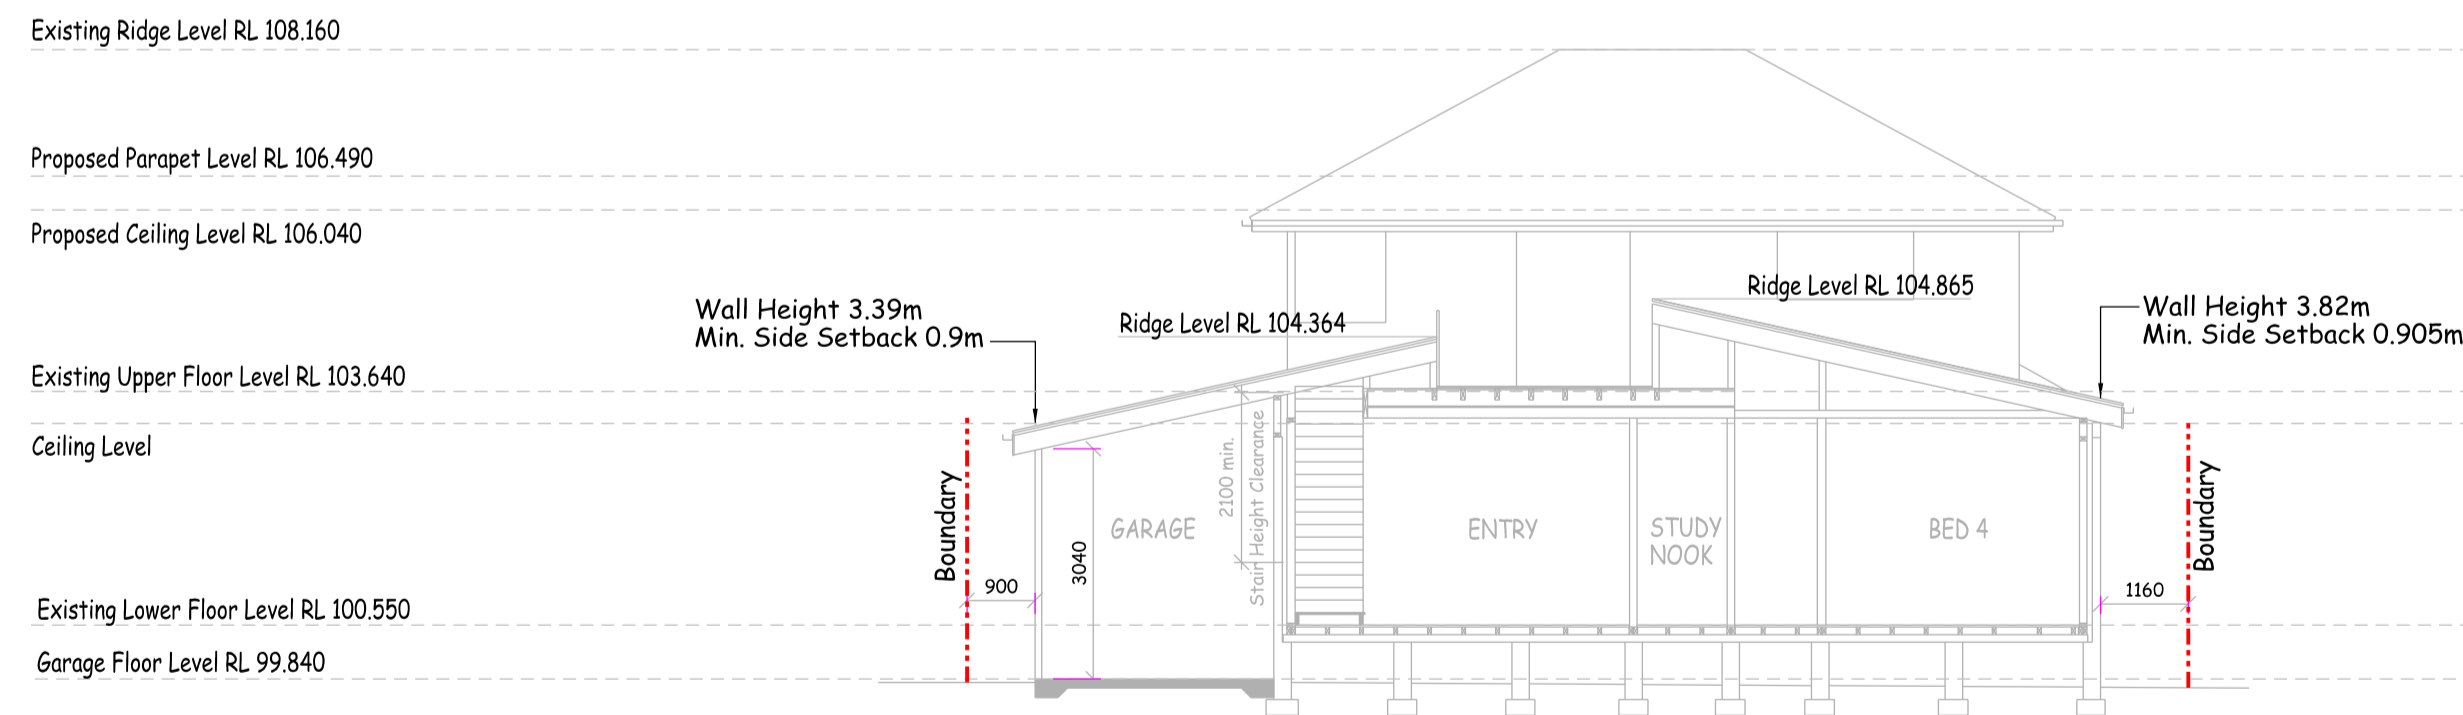 Existing Ridge Level RL 108.160
Proposed Parapet Level RL 106.490
Proposed Ceiling Level RL 106.040
Ridge Level RL 104.865
Wall Height 3.39m
Min. Side Setback 0.9m
Ridge Level RL 104.364
Wall Height 3.82m
Min. Side Setback 0.905m
Existing Upper Floor Level RL 103.640
Ceiling Level
Boundary
GARAGE
2100 min.
Stair Height Clearance
ENTRY
STUDY
NOOK
BED 4
Boundary
900
3040
1160
Existing Lower Floor Level RL 100.550
Garage Floor Level RL 99.840